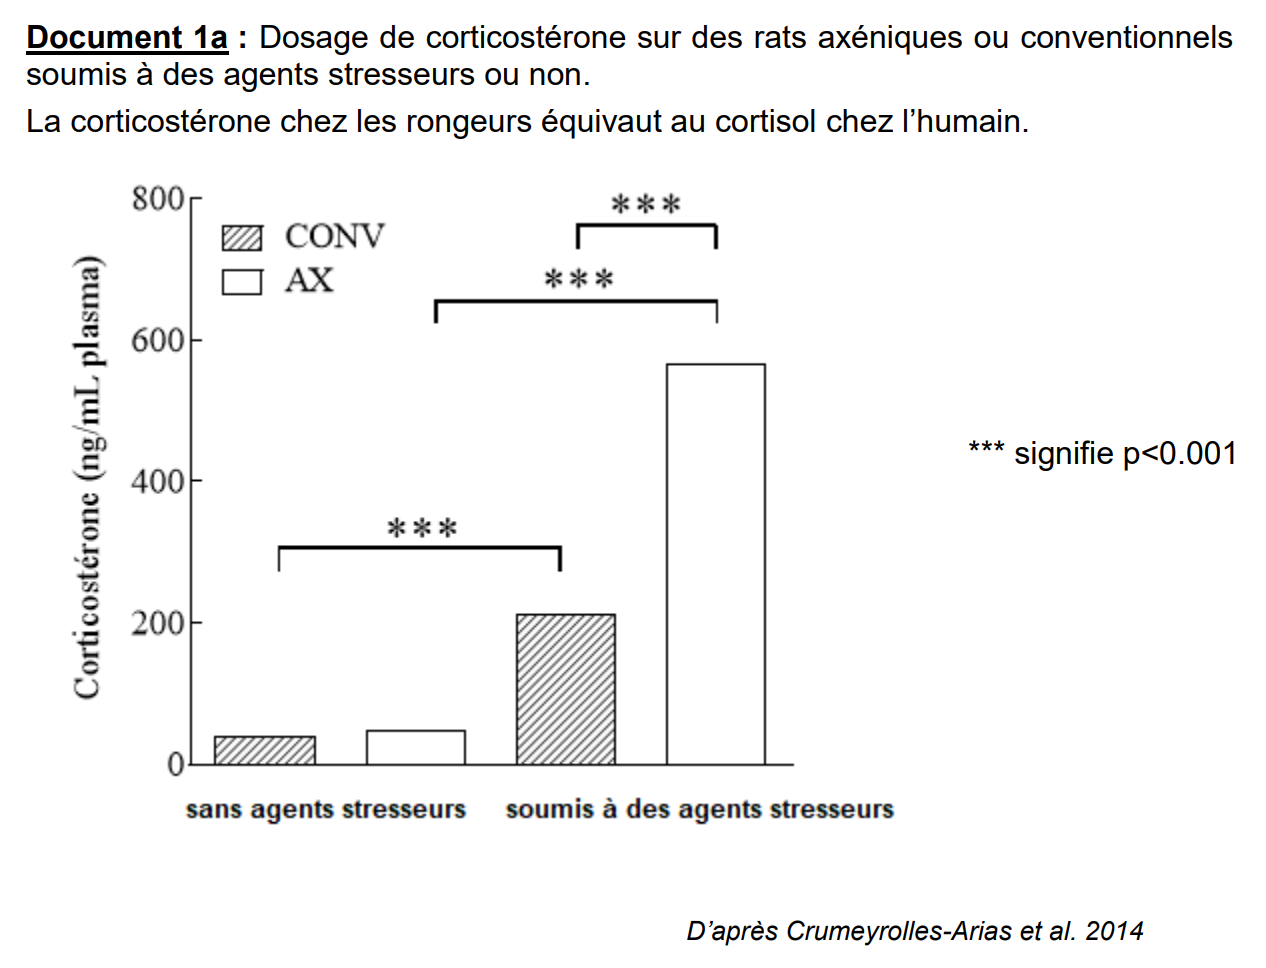 Document 1a : Dosage de corticostérone sur des rats axéniques ou conventionnels
soumis à des agents stresseurs ou non.
La corticostérone chez les rongeurs équivaut au cortisol chez l’humain.
800
CONV
AX
***
***
600
Corticostérone (ng/mL plasma)
*** signifie p<0.001
400
***
200
0
sans agents stresseurs
soumis à des agents stresseurs
D’après Crumeyrolles-Arias et al. 2014